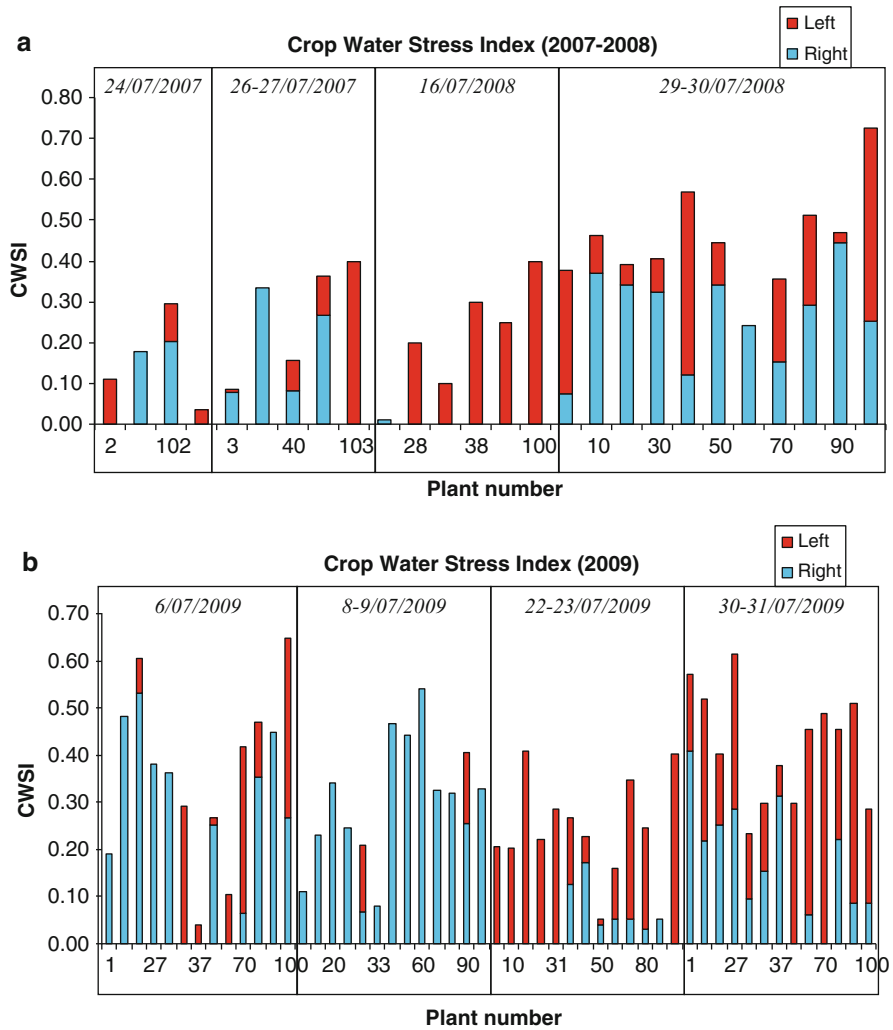 a
Crop Water Stress Index (2007-2008)
Left
Right
24/07/2007 26-27/07/2007 16/07/2008 29-30/07/2008
0.80
0.70
0.60
0.50
0.40
0.30
0.20
0.10
0.00
CWSI
2 102 3 40 103 28 38 100 10 30 50 70 90
Plant number
b
Crop Water Stress Index (2009)
Left
Right
6/07/2009 8-9/07/2009 22-23/07/2009 30-31/07/2009
0.70
0.60
0.50
0.40
0.30
0.20
0.10
0.00
CWSI
1 27 37 70 100 20 33 60 90 10 31 50 80 1 27 37 70 100
Plant number